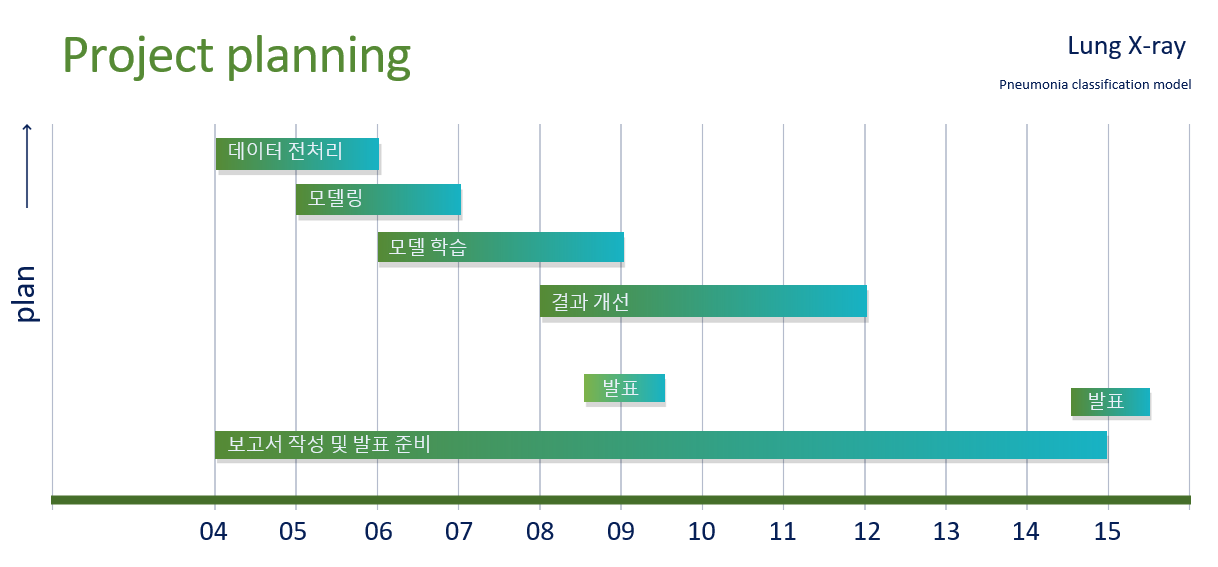 Project planning
Lung X-ray
Pneumonia classification model
데이터 전처리
모델링
모델 학습
결과 개선
plan
발표
발표
보고서 작성 및 발표 준비
04 05 06 07 08 09 10 11 12 13 14 15